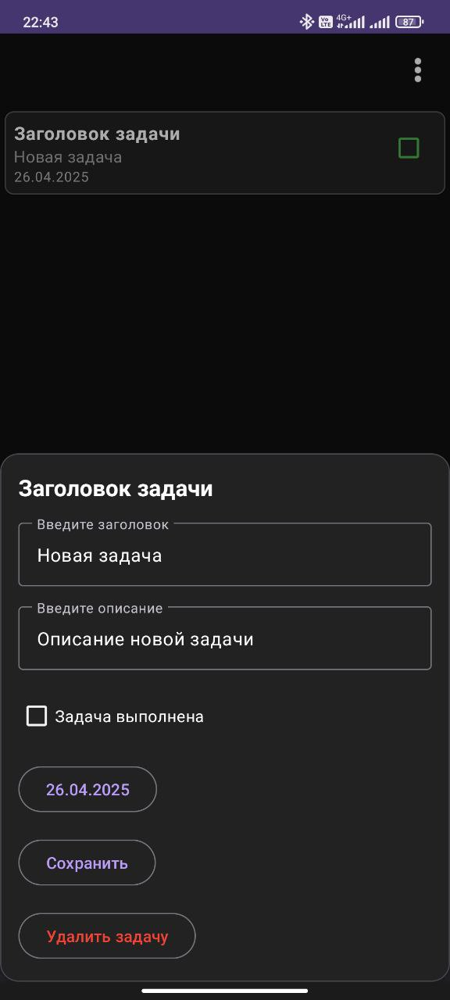 22:43
Vo LTE 4G+ 87
Заголовок задачи
Новая задача
26.04.2025
Заголовок задачи
Введите заголовок
Новая задача
Введите описание
Описание новой задачи
Задача выполнена
26.04.2025
Сохранить
Удалить задачу